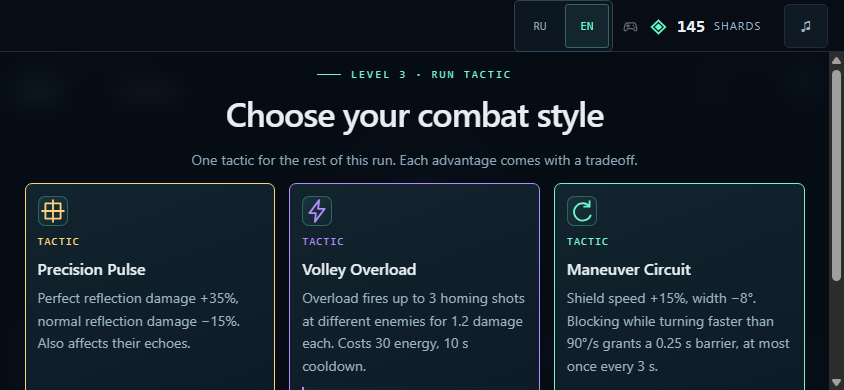 RU EN 145 SHARDS
LEVEL 3 · RUN TACTIC
Choose your combat style
One tactic for the rest of this run. Each advantage comes with a tradeoff.
TACTIC
Precision Pulse
Perfect reflection damage +35%,
normal reflection damage −15%.
Also affects their echoes.
TACTIC
Volley Overload
Overload fires up to 3 homing shots
at different enemies for 1.2 damage
each. Costs 30 energy, 10 s
cooldown.
TACTIC
Maneuver Circuit
Shield speed +15%, width −8°.
Blocking while turning faster than
90°/s grants a 0.25 s barrier, at most
once every 3 s.